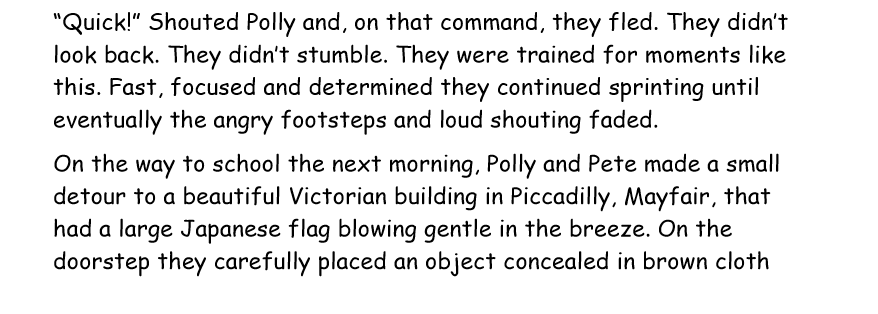 “Quick!” Shouted Polly and, on that command, they fled. They didn’t
look back. They didn’t stumble. They were trained for moments like
this. Fast, focused and determined they continued sprinting until
eventually the angry footsteps and loud shouting faded.
On the way to school the next morning, Polly and Pete made a small
detour to a beautiful Victorian building in Piccadilly, Mayfair, that
had a large Japanese flag blowing gentle in the breeze. On the
doorstep they carefully placed an object concealed in brown cloth